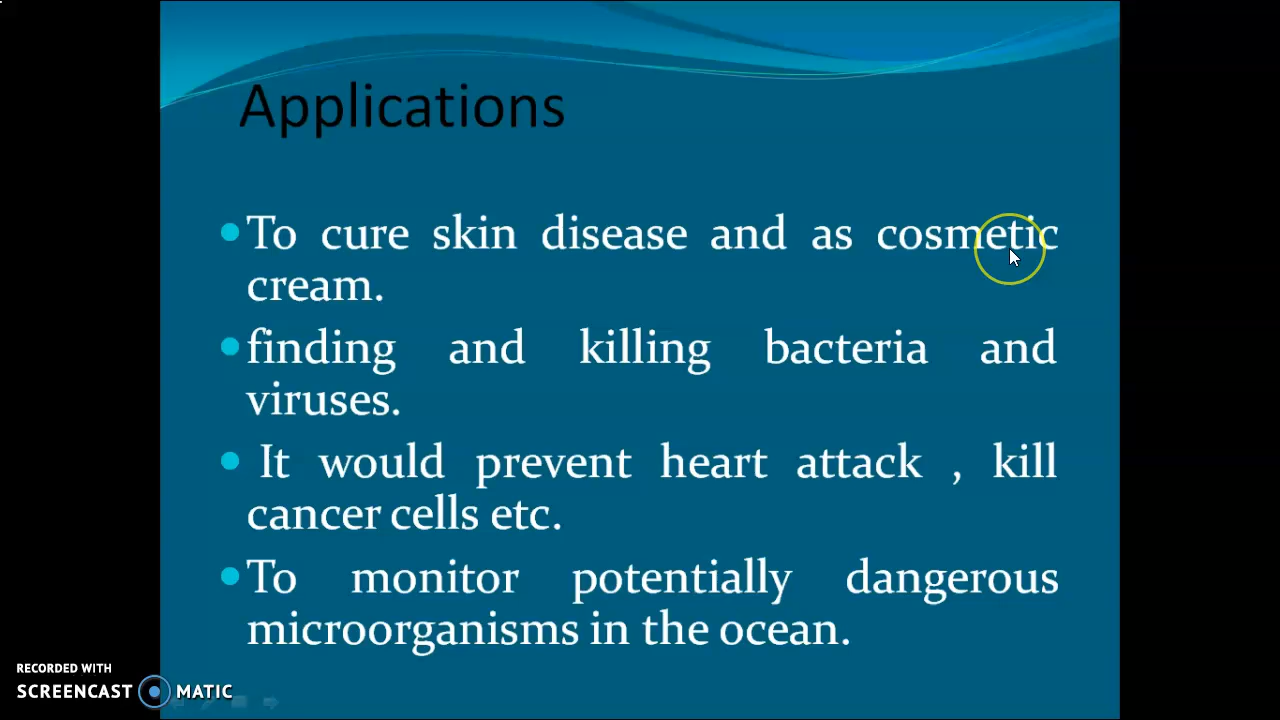 Applications
To cure skin disease and as cosmetic
cream.
finding and killing bacteria and
viruses.
It would prevent heart attack , kill
cancer cells etc.
To monitor potentially dangerous
microorganisms in the ocean.
RECORDED WITH
SCREENCAST MATIC